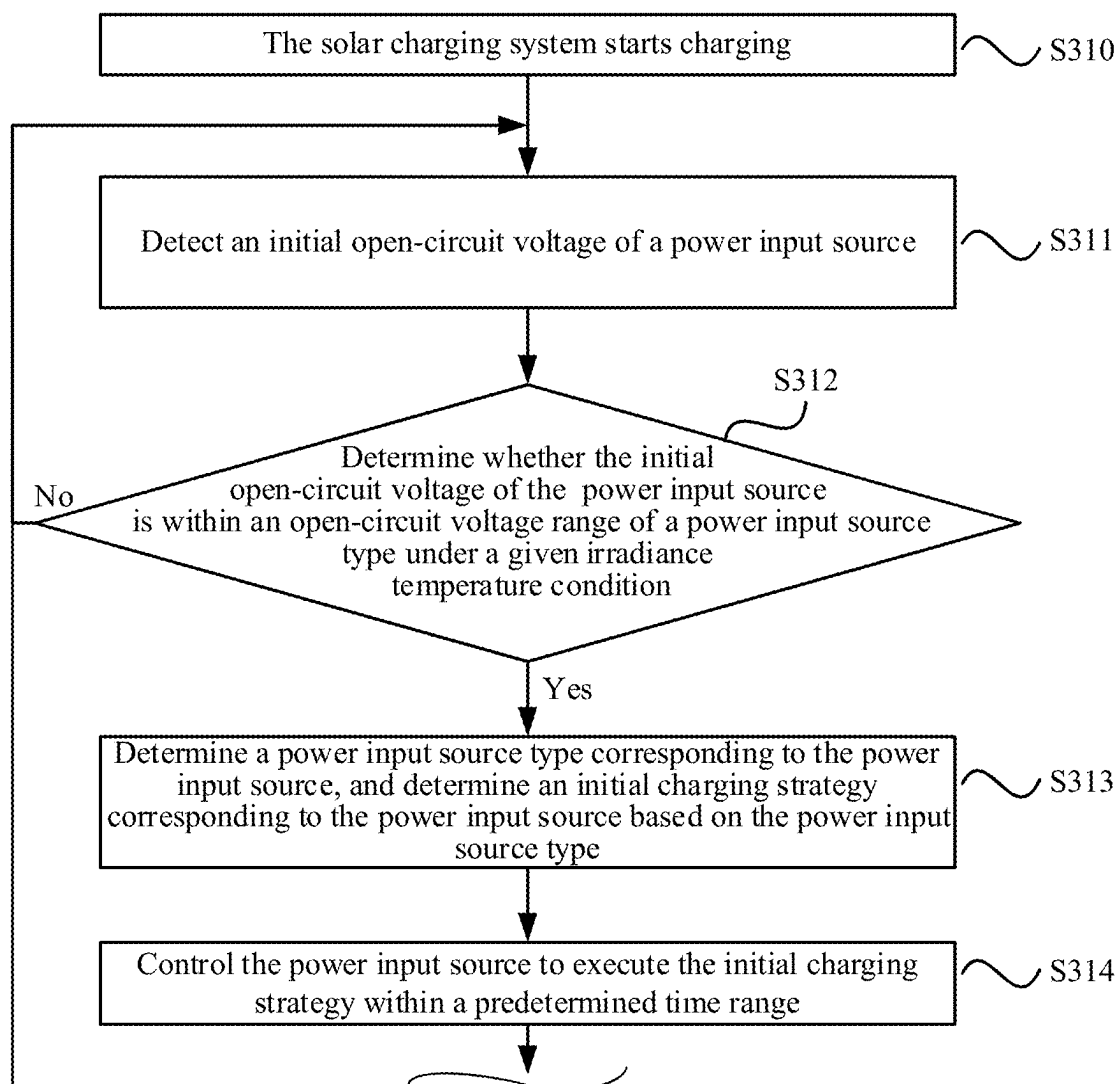 The solar charging system starts charging
S310
Detect an initial open-circuit voltage of a power input source
S311
S312
Determine whether the initial
open-circuit voltage of the power input source
is within an open-circuit voltage range of a power input source
type under a given irradiance
temperature condition
No
Yes
Determine a power input source type corresponding to the power
input source, and determine an initial charging strategy
corresponding to the power input source based on the power input
source type
S313
Control the power input source to execute the initial charging
strategy within a predetermined time range
S314